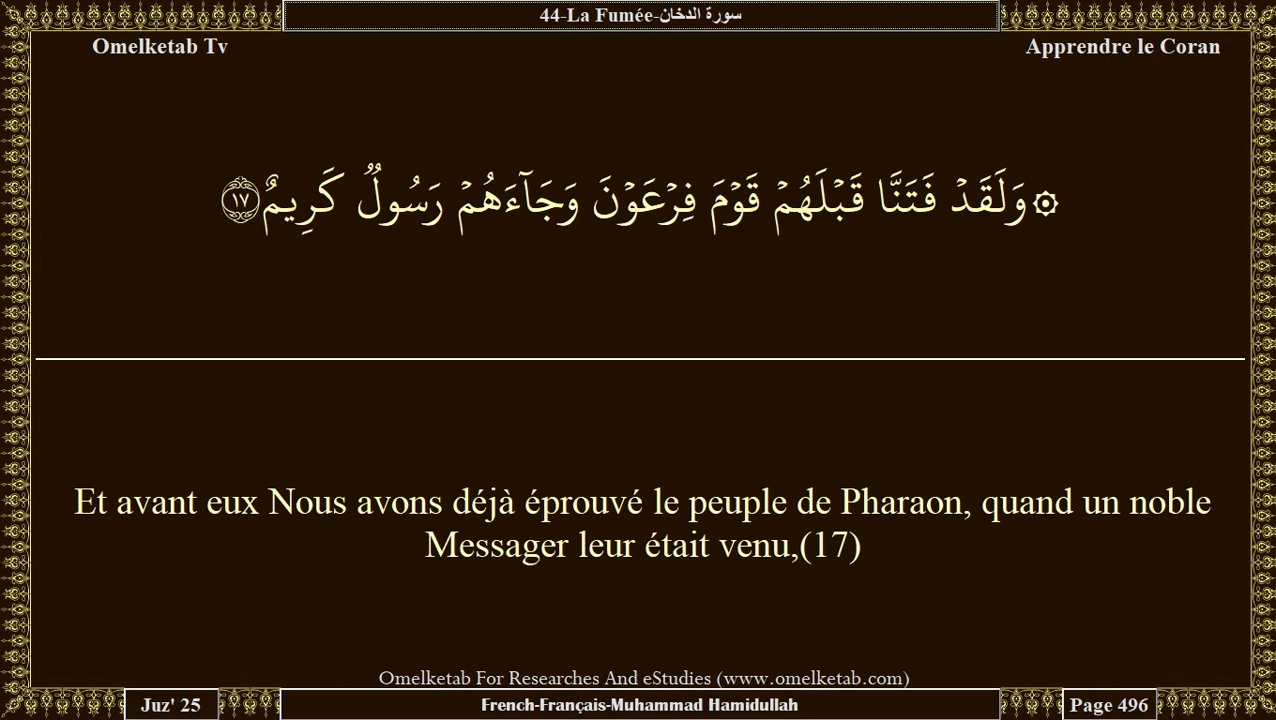 44-La Fumée-سورة الدخان
Omelketab Tv
Apprendre le Coran
۞ وَلَقَدۡ فَتَنَّا قَبۡلَهُمۡ قَوۡمَ فِرۡعَوۡنَ وَجَآءَهُمۡ رَسُولٞ كَرِيمٌ ١٧
Et avant eux Nous avons déjà éprouvé le peuple de Pharaon, quand un noble
Messager leur était venu,(17)
Omelketab For Researches And eStudies (www.omelketab.com)
Juz' 25
French-Français-Muhammad Hamidullah
Page 496